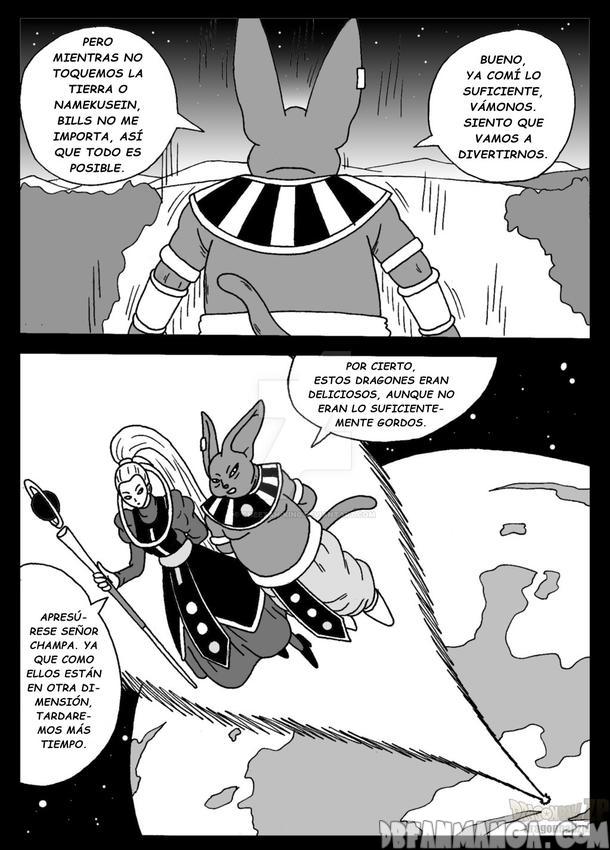 PERO
MIENTRAS NO
TOQUEMOS LA
TIERRA O
NAMEKUSEIN,
BILLS NO ME
IMPORTA, ASÍ
QUE TODO ES
POSIBLE.
BUENO,
YA COMÍ LO
SUFICIENTE,
VÁMONOS.
SIENTO QUE
VAMOS A
DIVERTIRNOS.
POR CIERTO,
ESTOS DRAGONES ERAN
DELICIOSOS, AUNQUE NO
ERAN LO SUFICIENTE-
MENTE GORDOS.
APRESÚ-
RESE SEÑOR
CHAMPA. YA
QUE COMO
ELLOS ESTÁN
EN OTRA DI-
MENSIÓN,
TARDARE-
MOS MÁS
TIEMPO.
DBFANMANGA.COM